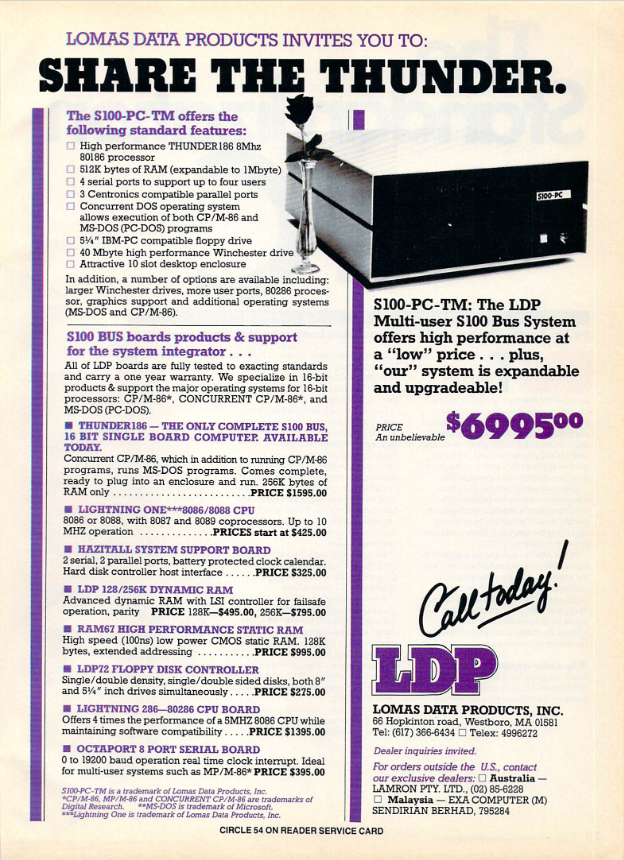 LOMAS DATA PRODUCTS INVITES YOU TO:
SHARE THE THUNDER.
The S100-PC-TM offers the
following standard features:
□ High performance THUNDER186 8Mhz
80186 processor
□ 512K bytes of RAM (expandable to 1Mbyte)
□ 4 serial ports to support up to four users
□ 3 Centronics compatible parallel ports
□ Concurrent DOS operating system
allows execution of both CP/M-86 and
MS-DOS (PC-DOS) programs
□ 5¼" IBM-PC compatible floppy drive
□ 40 Mbyte high performance Winchester drive
□ Attractive 10 slot desktop enclosure
In addition, a number of options are available including:
larger Winchester drives, more user ports, 80286 proces-
sor, graphics support and additional operating systems
(MS-DOS and CP/M-86).
S100 BUS boards products & support
for the system integrator . . .
All of LDP boards are fully tested to exacting standards
and carry a one year warranty. We specialize in 16-bit
products & support the major operating systems for 16-bit
processors: CP/M-86*, CONCURRENT CP/M-86*, and
MS-DOS (PC-DOS).
■ THUNDER186 — THE ONLY COMPLETE S100 BUS,
16 BIT SINGLE BOARD COMPUTER. AVAILABLE
TODAY.
Concurrent CP/M-86, which in addition to running CP/M-86
programs, runs MS-DOS programs. Comes complete,
ready to plug into an enclosure and run. 256K bytes of
RAM only . . . . . . . . . . . . . . . . . . . . . . . . . PRICE $1595.00
■ LIGHTNING ONE***8086/8088 CPU
8086 or 8088, with 8087 and 8089 coprocessors. Up to 10
MHZ operation . . . . . . . . . . . . . . PRICES start at $425.00
■ HAZITALL SYSTEM SUPPORT BOARD
2 serial, 2 parallel ports, battery protected clock calendar.
Hard disk controller host interface . . . . . . PRICE $325.00
■ LDP 128/256K DYNAMIC RAM
Advanced dynamic RAM with LSI controller for failsafe
operation, parity PRICE 128K—$495.00, 256K—$795.00
■ RAM67 HIGH PERFORMANCE STATIC RAM
High speed (100ns) low power CMOS static RAM. 128K
bytes, extended addressing . . . . . . . . . . . PRICE $995.00
■ LDP72 FLOPPY DISK CONTROLLER
Single/double density, single/double sided disks, both 8"
and 5¼" inch drives simultaneously . . . . . PRICE $275.00
■ LIGHTNING 286—80286 CPU BOARD
Offers 4 times the performance of a 5MHZ 8086 CPU while
maintaining software compatibility . . . . . PRICE $1395.00
■ OCTAPORT 8 PORT SERIAL BOARD
0 to 19200 baud operation real time clock interrupt. Ideal
for multi-user systems such as MP/M-86* PRICE $395.00
S100-PC-TM is a trademark of Lomas Data Products, Inc.
*CP/M-86, MP/M-86 and CONCURRENT CP/M-86 are trademarks of
Digital Research. **MS-DOS is trademark of Microsoft.
***Lightning One is trademark of Lomas Data Products, Inc.
S100-PC
S100-PC-TM: The LDP
Multi-user S100 Bus System
offers high performance at
a "low" price . . . plus,
"our" system is expandable
and upgradeable!
PRICE
An unbelievable $6995⁰⁰
Call today!
LDP
LOMAS DATA PRODUCTS, INC.
66 Hopkinton road, Westboro, MA 01581
Tel: (617) 366-6434 □ Telex: 4996272
Dealer inquiries invited.
For orders outside the U.S., contact
our exclusive dealers: □ Australia —
LAMRON PTY. LTD., (02) 85-6228
□ Malaysia — EXA COMPUTER (M)
SENDIRIAN BERHAD, 795284
CIRCLE 54 ON READER SERVICE CARD